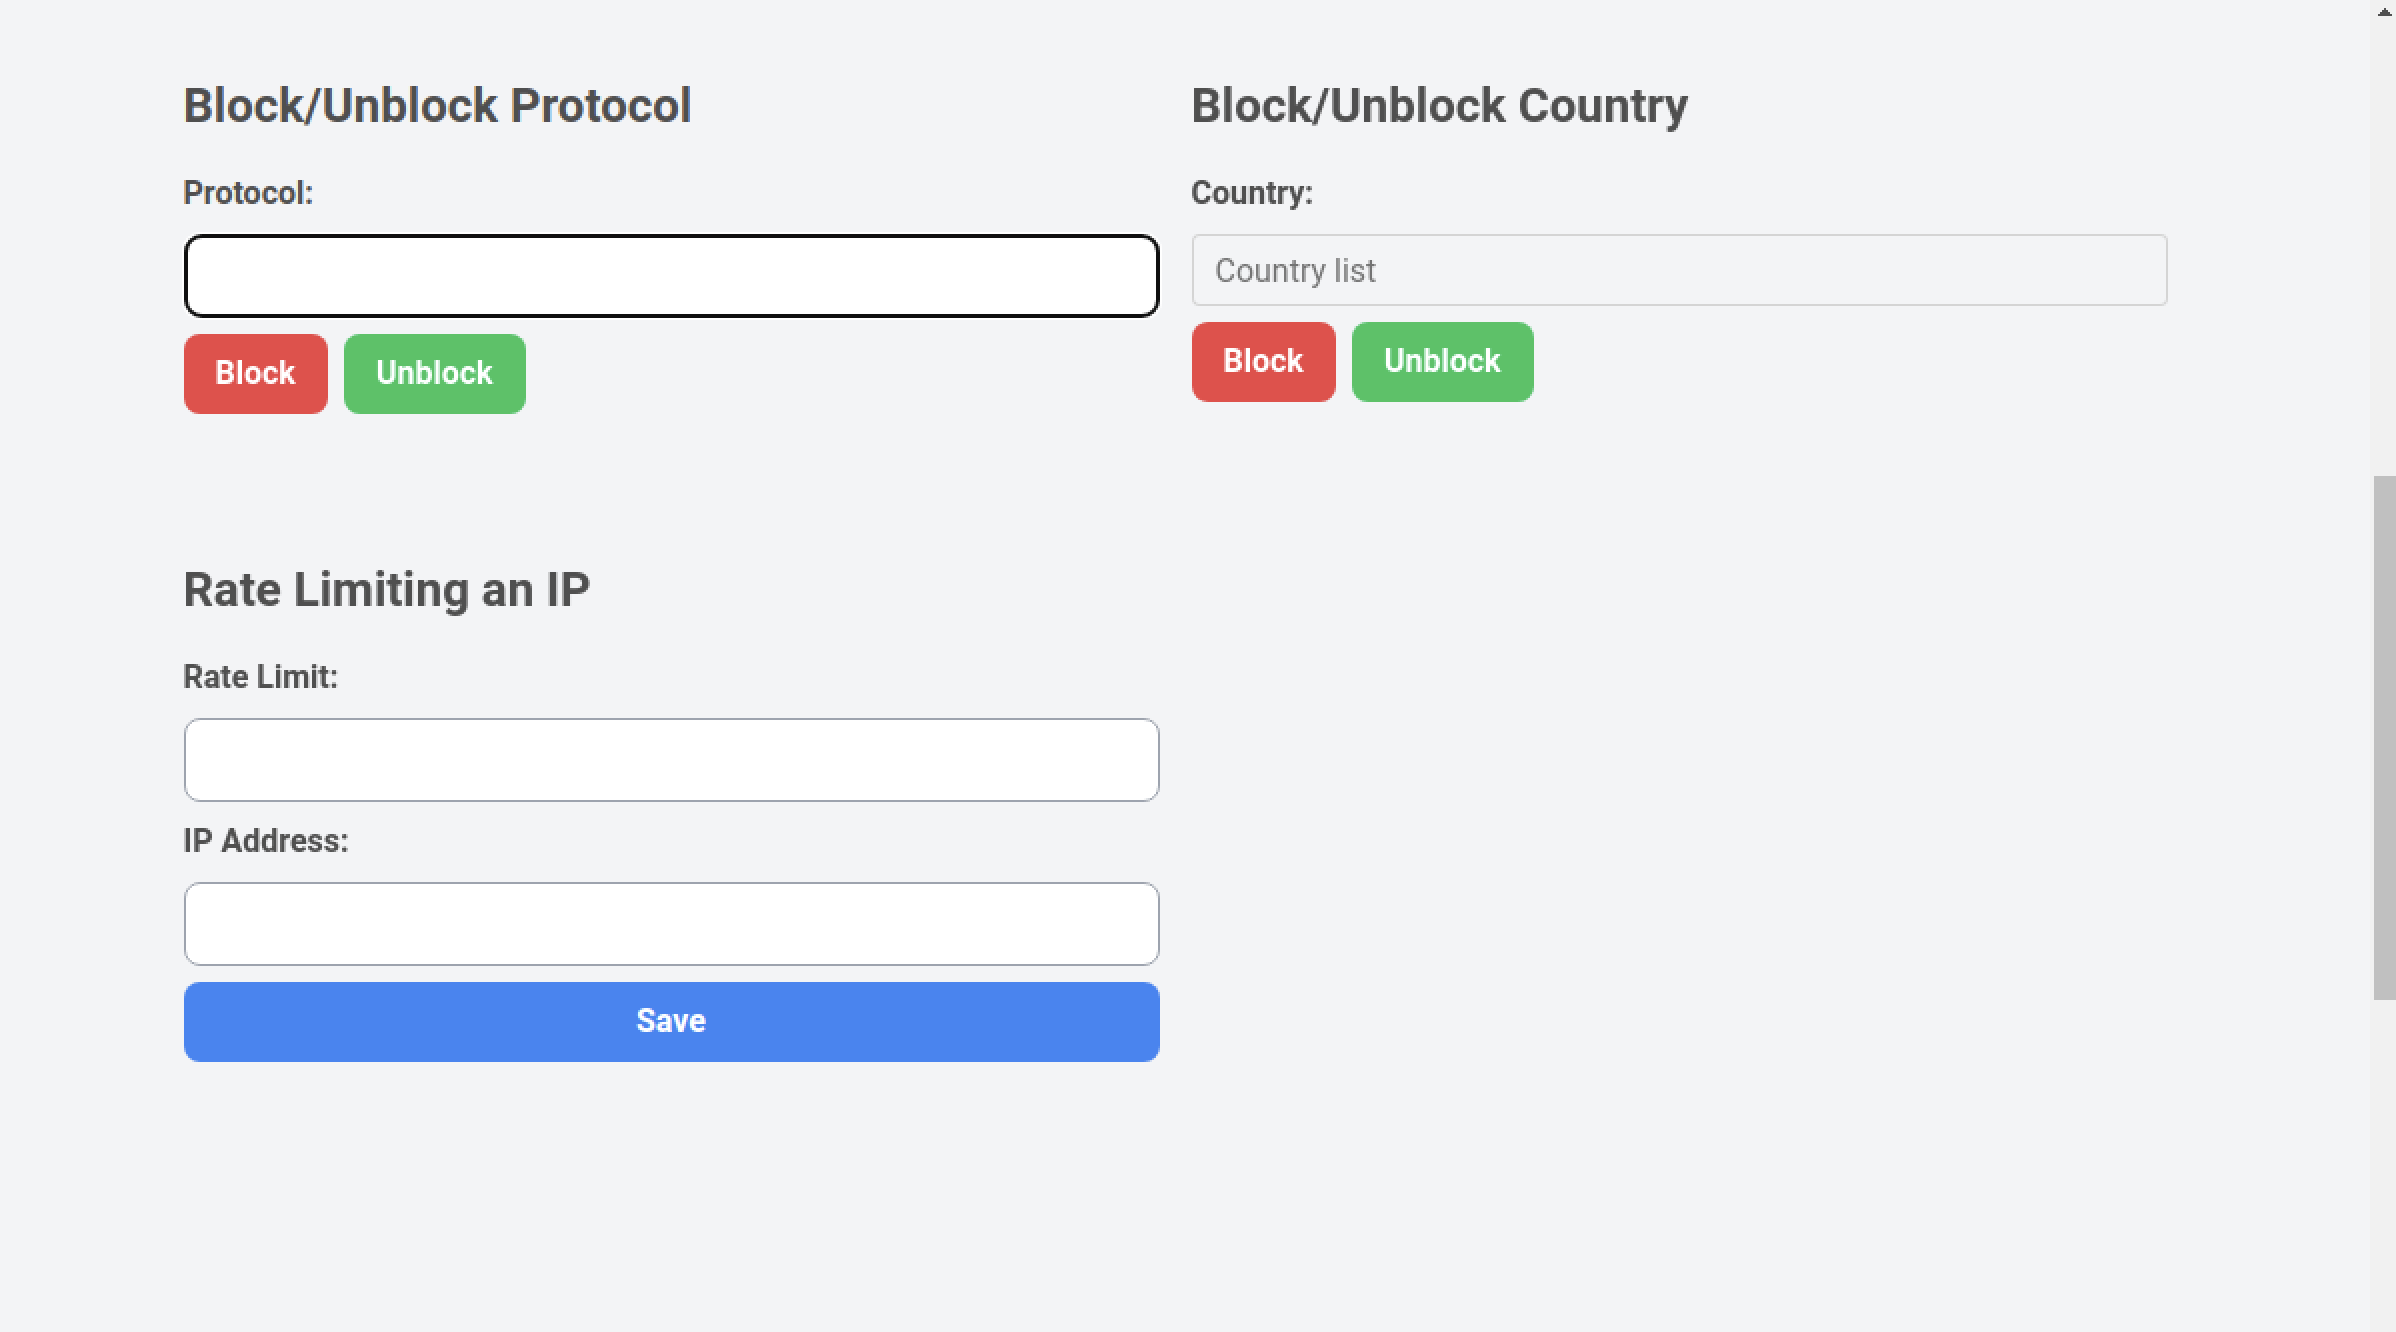 Block/Unblock Protocol
Protocol:
Block
Unblock
Block/Unblock Country
Country:
Country list
Block
Unblock
Rate Limiting an IP
Rate Limit:
IP Address:
Save